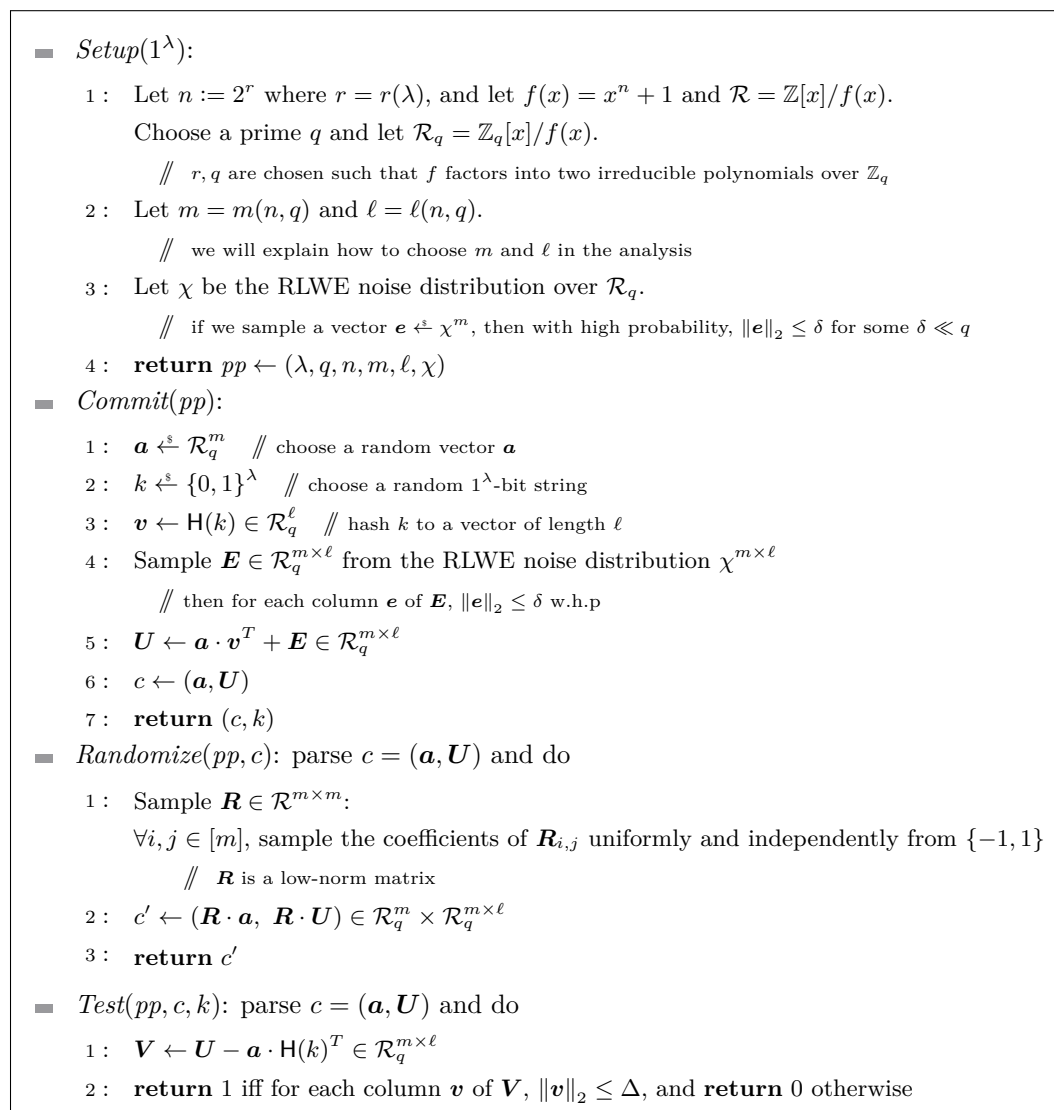 Setup(1^λ):
1 : Let n := 2^r where r = r(λ), and let f(x) = x^n + 1 and ℛ = ℤ[x]/f(x).
Choose a prime q and let ℛ_q = ℤ_q[x]/f(x).
// r, q are chosen such that f factors into two irreducible polynomials over ℤ_q
2 : Let m = m(n, q) and ℓ = ℓ(n, q).
// we will explain how to choose m and ℓ in the analysis
3 : Let χ be the RLWE noise distribution over ℛ_q.
// if we sample a vector e ←$ χ^m, then with high probability, ‖e‖_2 ≤ δ for some δ ≪ q
4 : return pp ← (λ, q, n, m, ℓ, χ)
Commit(pp):
1 : a ←$ ℛ_q^m // choose a random vector a
2 : k ←$ {0, 1}^λ // choose a random 1^λ-bit string
3 : v ← H(k) ∈ ℛ_q^ℓ // hash k to a vector of length ℓ
4 : Sample E ∈ ℛ_q^{m×ℓ} from the RLWE noise distribution χ^{m×ℓ}
// then for each column e of E, ‖e‖_2 ≤ δ w.h.p
5 : U ← a · v^T + E ∈ ℛ_q^{m×ℓ}
6 : c ← (a, U)
7 : return (c, k)
Randomize(pp, c): parse c = (a, U) and do
1 : Sample R ∈ ℛ^{m×m}:
∀i, j ∈ [m], sample the coefficients of R_{i,j} uniformly and independently from {−1, 1}
// R is a low-norm matrix
2 : c′ ← (R · a, R · U) ∈ ℛ_q^m × ℛ_q^{m×ℓ}
3 : return c′
Test(pp, c, k): parse c = (a, U) and do
1 : V ← U − a · H(k)^T ∈ ℛ_q^{m×ℓ}
2 : return 1 iff for each column v of V, ‖v‖_2 ≤ Δ, and return 0 otherwise